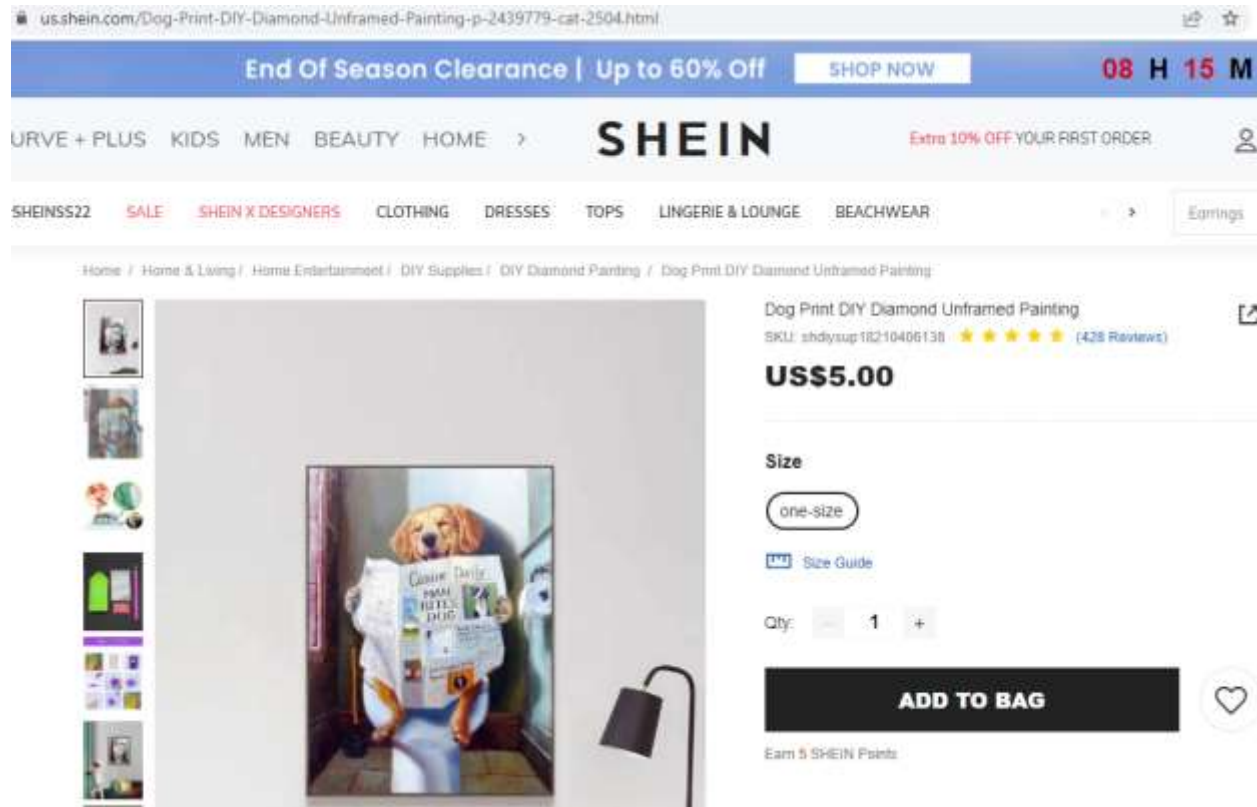 us.shein.com/Dog-Print-DIY-Diamond-Unframed-Painting-p-2439779-cat-2504.html
End Of Season Clearance | Up to 60% Off SHOP NOW 08 H 15 M
URVE + PLUS KIDS MEN BEAUTY HOME > SHEIN Extra 10% OFF YOUR FIRST ORDER
SHEINSS22 SALE SHEIN X DESIGNERS CLOTHING DRESSES TOPS LINGERIE & LOUNGE BEACHWEAR > Earrings
Home / Home & Living / Home Entertainment / DIY Supplies / DIY Diamond Painting / Dog Print DIY Diamond Unframed Painting
Dog Print DIY Diamond Unframed Painting
SKU: shdiysup18210406138 (428 Reviews)
US$5.00
Size
one-size
Size Guide
Qty: - 1 +
ADD TO BAG
Earn 5 SHEIN Points
Canine Daily
MAN
BITES
DOG